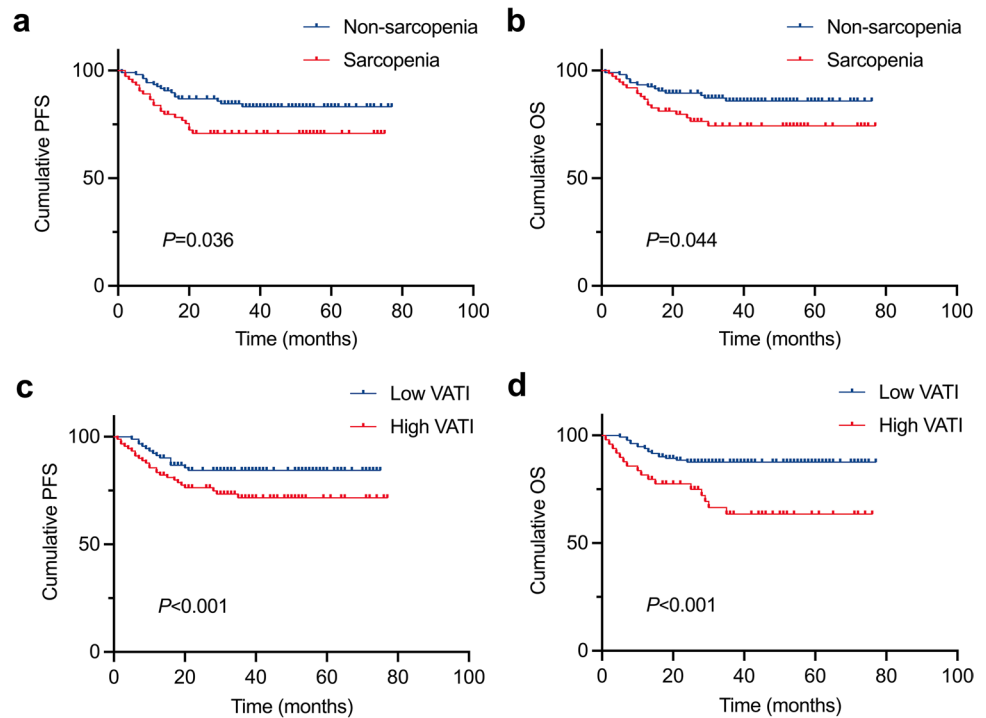 a
Non-sarcopenia
Sarcopenia
100
50
0
Cumulative PFS
P=0.036
0 20 40 60 80 100
Time (months)
b
Non-sarcopenia
Sarcopenia
100
50
0
Cumulative OS
P=0.044
0 20 40 60 80 100
Time (months)
c
Low VATI
High VATI
100
50
0
Cumulative PFS
P<0.001
0 20 40 60 80 100
Time (months)
d
Low VATI
High VATI
100
50
0
Cumulative OS
P<0.001
0 20 40 60 80 100
Time (months)